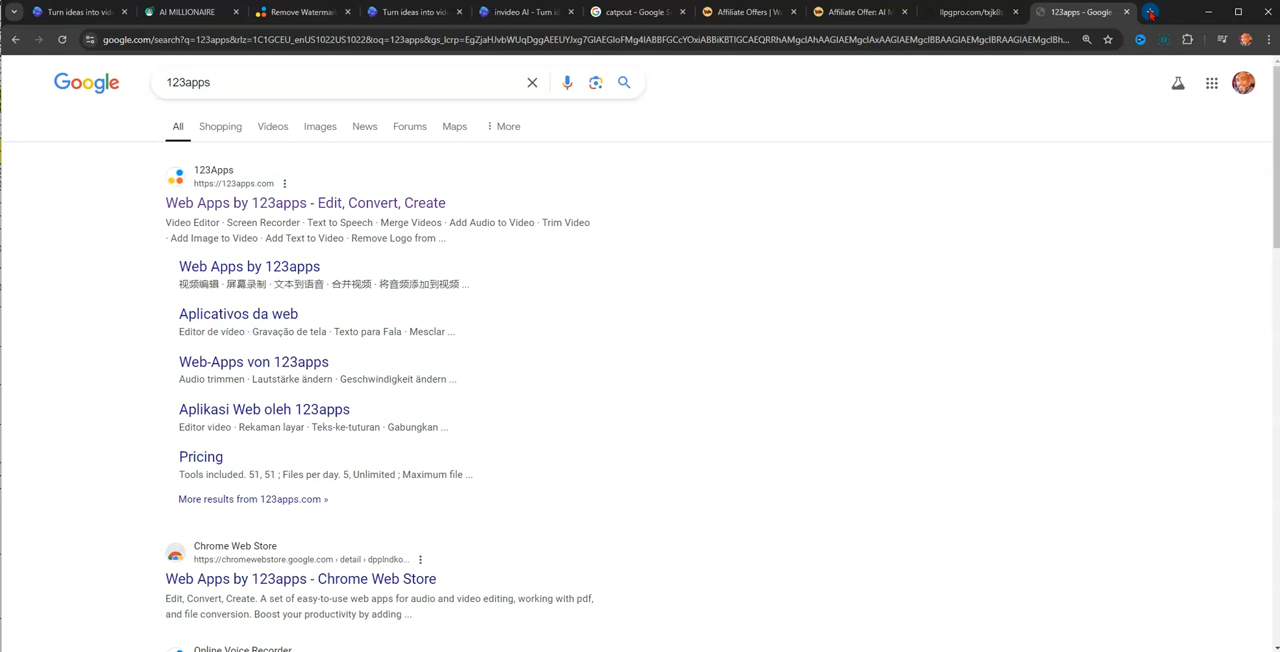 Turn ideas into vid
AI MILLIONAIRE
Remove Waterma
Turn ideas into vid
invideo AI - Turn id
catpcut - Google S
Affiliate Offers | W
Affiliate Offer: AI M
llpgpro.com/txjk8
123apps - Google
123apps
Google
All
Shopping
Videos
Images
News
Forums
Maps
More
123Apps
https://123apps.com
Web Apps by 123apps - Edit, Convert, Create
Video Editor · Screen Recorder · Text to Speech · Merge Videos · Add Audio to Video · Trim Video
· Add Image to Video · Add Text to Video · Remove Logo from ...
Web Apps by 123apps
视频编辑 · 屏幕录制 · 文本到语音 · 合并视频 · 将音频添加到视频 ...
Aplicativos da web
Editor de vídeo · Gravação de tela · Texto para Fala · Mesclar ...
Web-Apps von 123apps
Audio trimmen · Lautstärke ändern · Geschwindigkeit ändern ...
Aplikasi Web oleh 123apps
Editor video · Rekaman layar · Teks-ke-tuturan · Gabungkan ...
Pricing
Tools included. 51, 51 ; Files per day. 5, Unlimited ; Maximum file ...
More results from 123apps.com »
Chrome Web Store
https://chromewebstore.google.com › detail › dpplndko...
Web Apps by 123apps - Chrome Web Store
Edit, Convert, Create. A set of easy-to-use web apps for audio and video editing, working with pdf,
and file conversion. Boost your productivity by adding ...
Online Voice Recorder